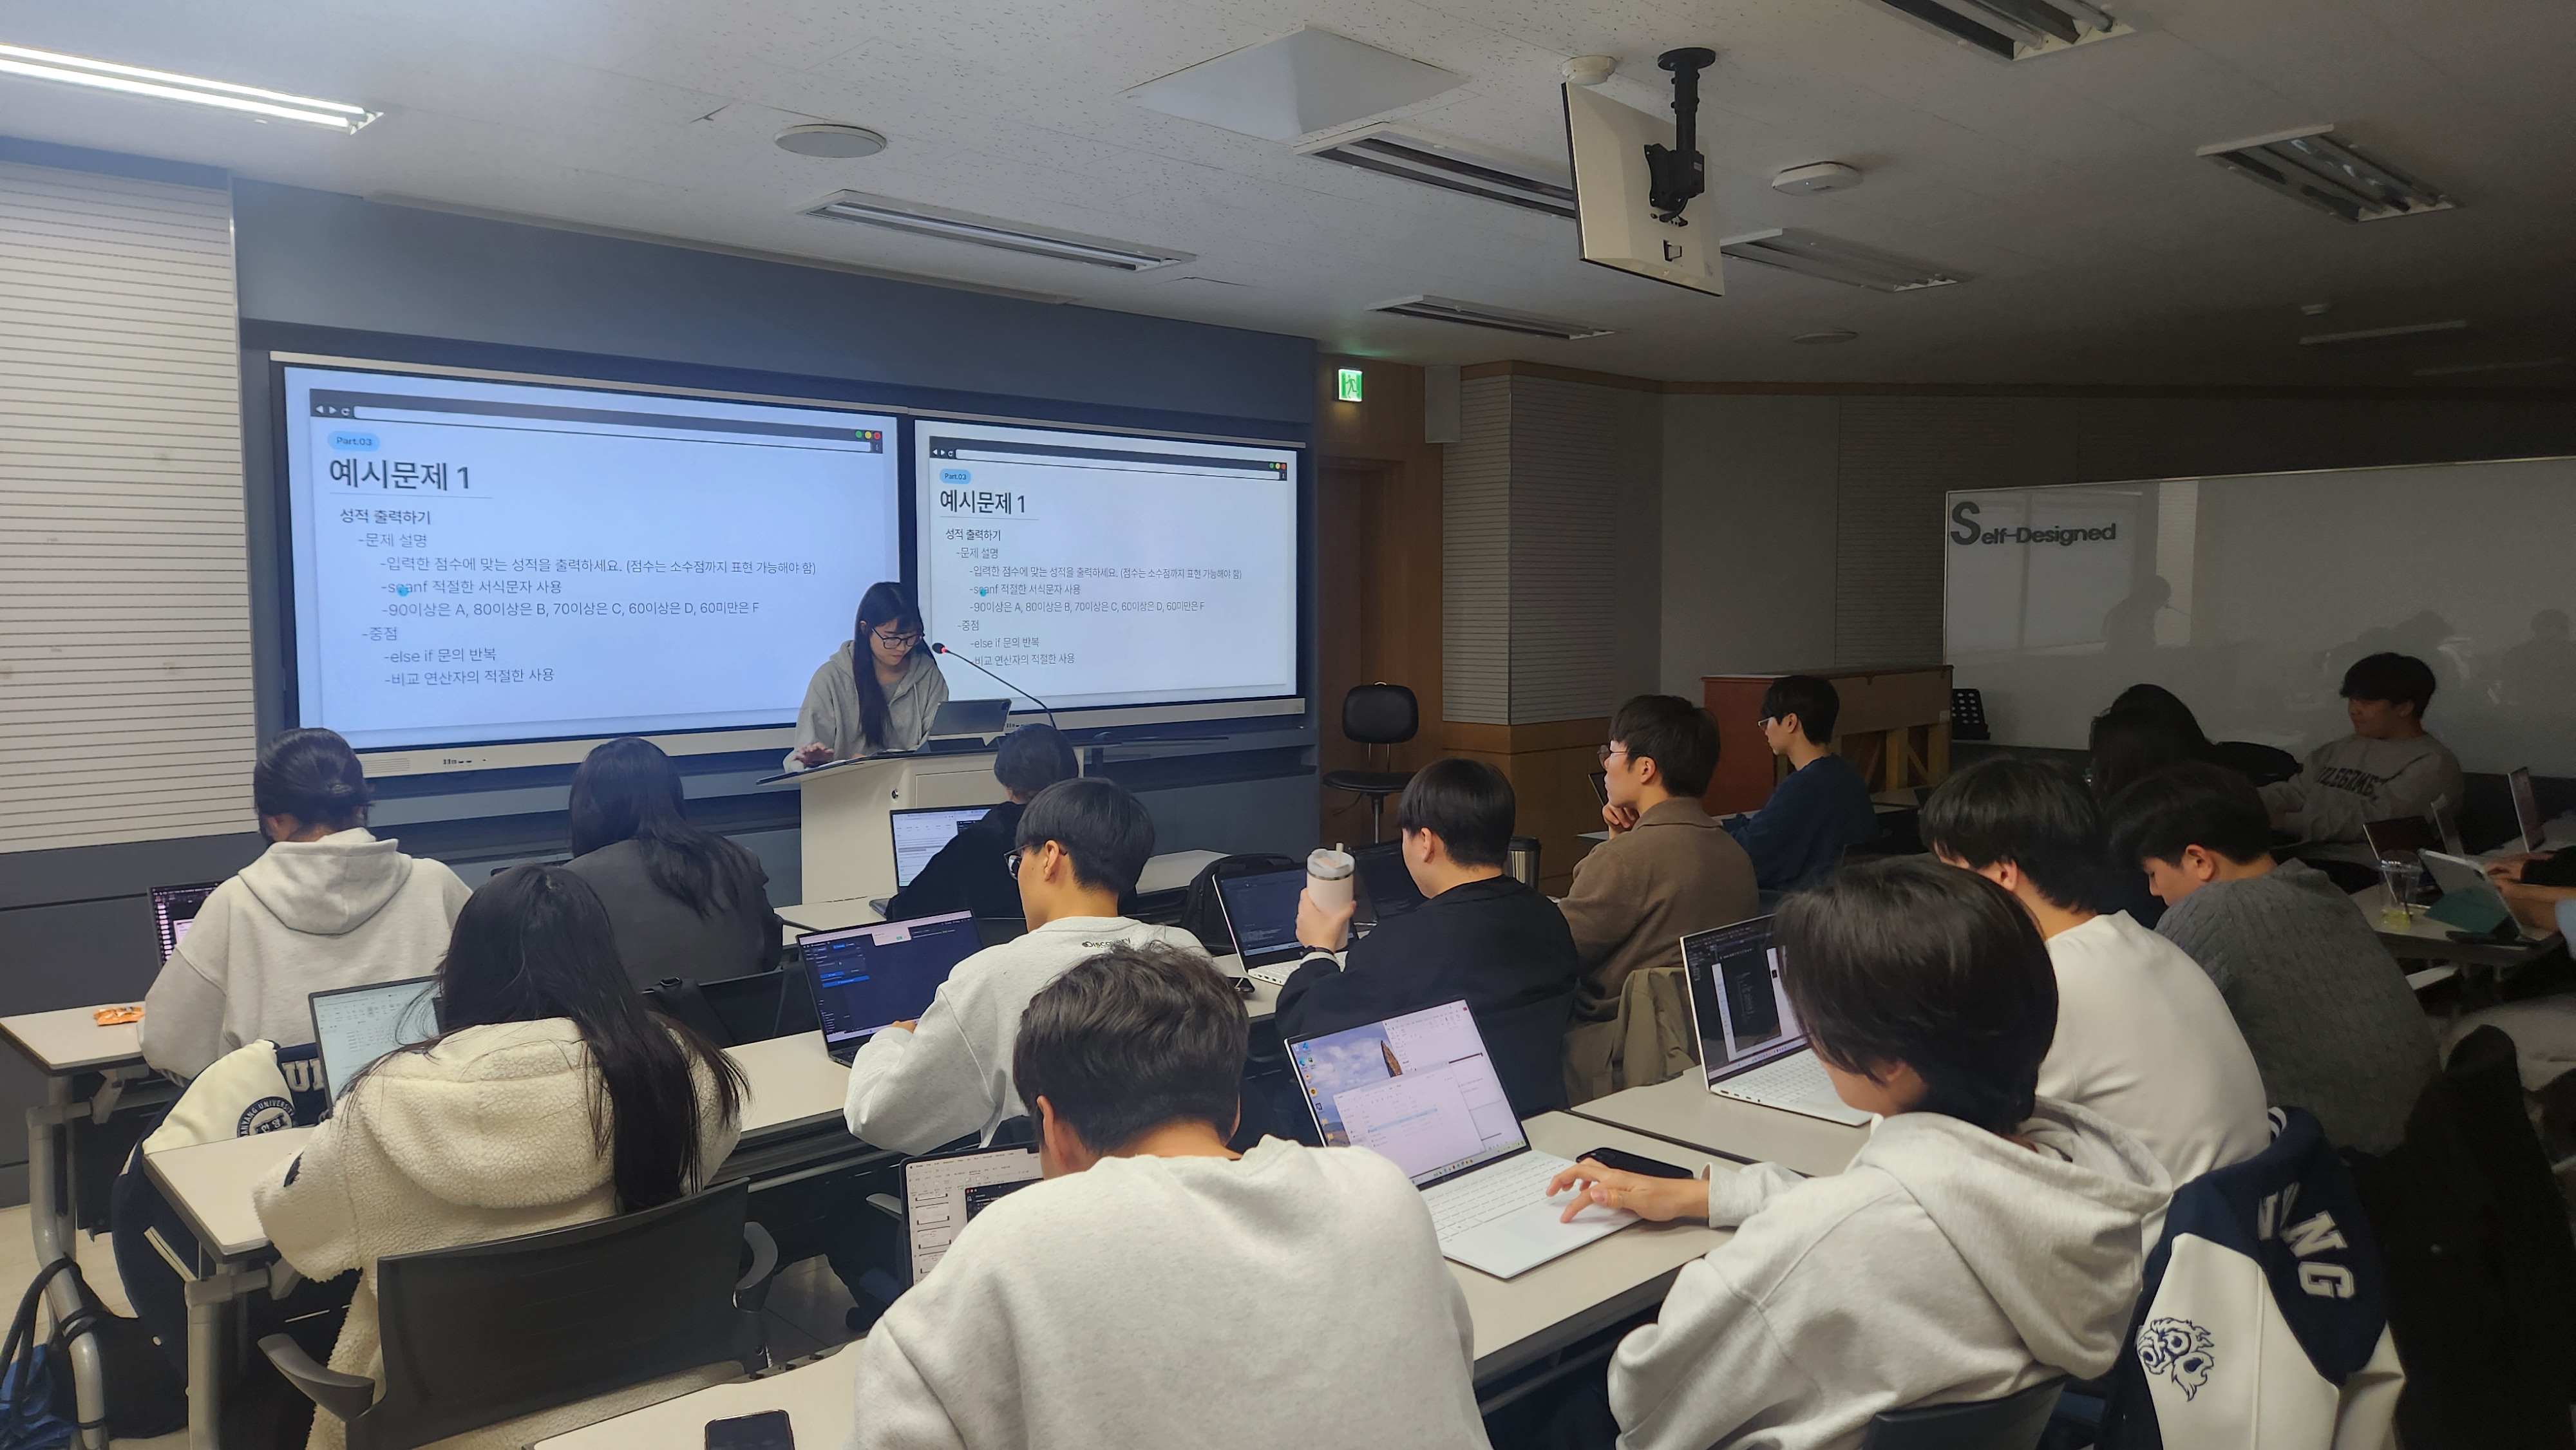 Part.03
예시문제 1
성적 출력하기
-문제 설명
-입력한 점수에 맞는 성적을 출력하세요. (점수는 소수점까지 표현 가능해야 함)
-scanf 적절한 서식문자 사용
-90이상은 A, 80이상은 B, 70이상은 C, 60이상은 D, 60미만은 F
-중점
-else if 문의 반복
-비교 연산자의 적절한 사용
Part.03
예시문제 1
성적 출력하기
-문제 설명
-입력한 점수에 맞는 성적을 출력하세요. (점수는 소수점까지 표현 가능해야 함)
-scanf 적절한 서식문자 사용
-90이상은 A, 80이상은 B, 70이상은 C, 60이상은 D, 60미만은 F
-중점
-else if 문의 반복
-비교 연산자의 적절한 사용
Self-Designed
Discovery